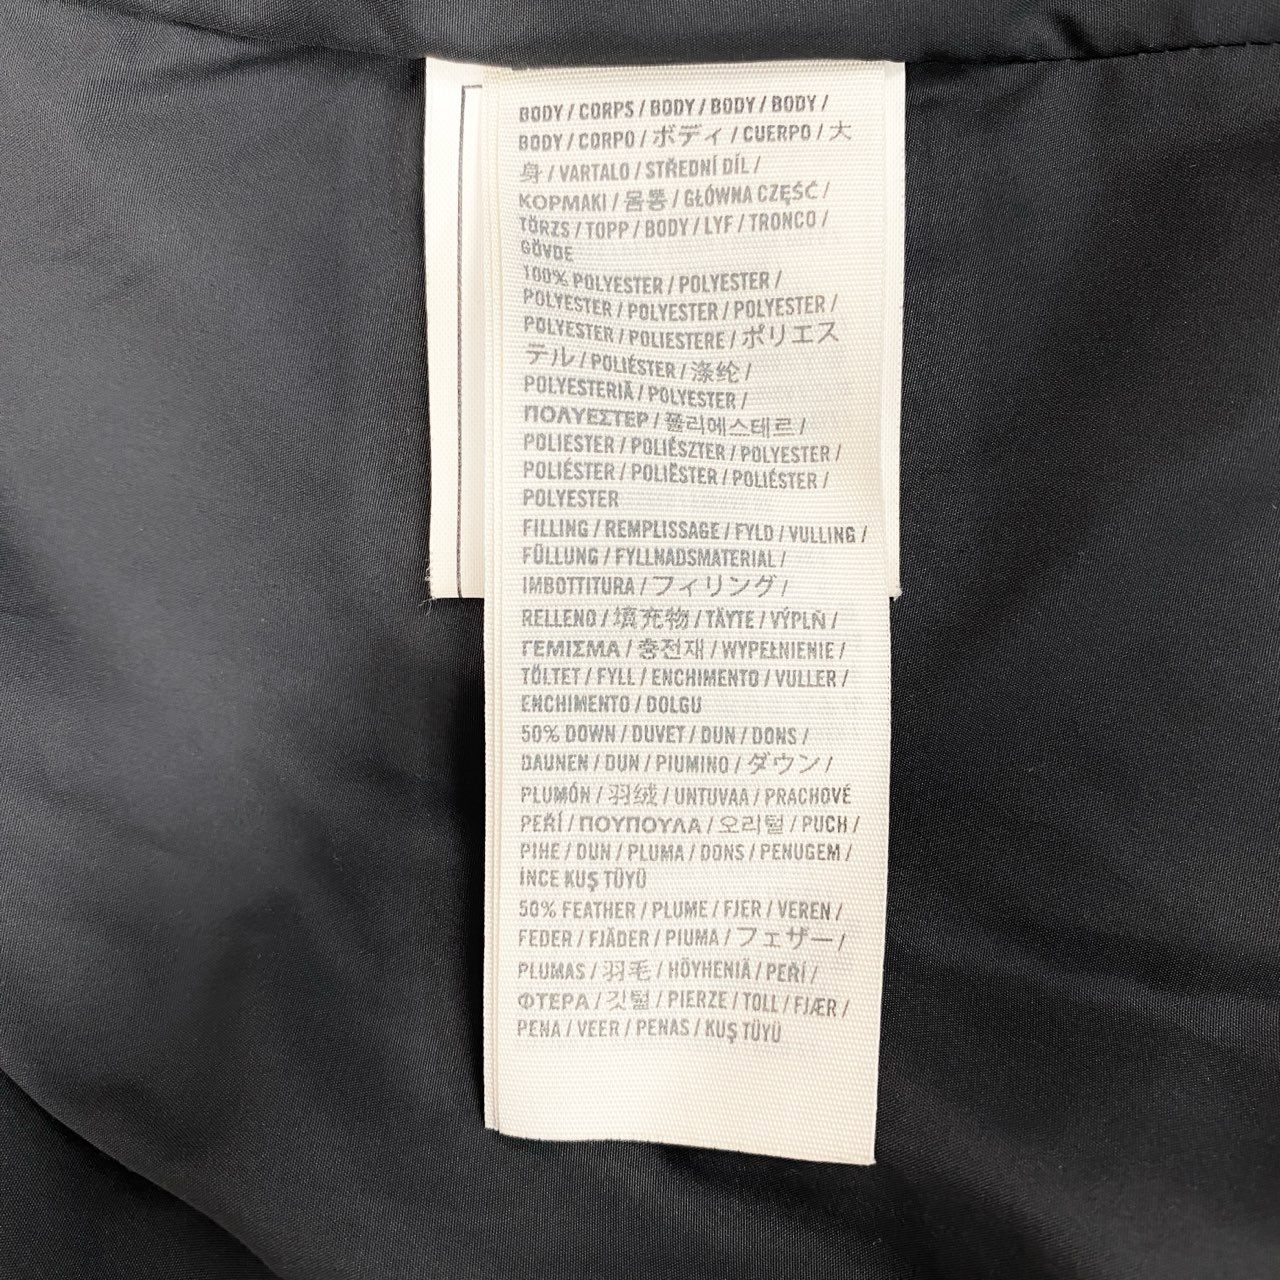 BODY / CORPS / BODY / BODY / BODY /
BODY / CORPO / ボディ / CUERPO / 大
身 / VARTALO / STŘEDNÍ DÍL /
ΚΟΡΜΑΚΙ / 몸통 / GŁÓWNA CZĘŚĆ /
TÖRZS / TOPP / BODY / LYF / TRONCO /
GÖVDE
100% POLYESTER / POLYESTER /
POLYESTER / POLYESTER / POLYESTER /
POLYESTER / POLIESTERE / ポリエス
テル / POLIÉSTER / 涤纶 /
POLYESTERIÄ / POLYESTER /
ΠΟΛΥΕΣΤΕΡ / 폴리에스테르 /
POLIESTER / POLIÉSZTER / POLYESTER /
POLIÉSTER / POLIËSTER / POLIÉSTER /
POLYESTER
FILLING / REMPLISSAGE / FYLD / VULLING /
FÜLLUNG / FYLLNADSMATERIAL /
IMBOTTITURA / フィリング /
RELLENO / 填充物 / TÄYTE / VÝPLŇ /
ΓΕΜΙΣΜΑ / 충전재 / WYPEŁNIENIE /
TÖLTET / FYLL / ENCHIMENTO / VULLER /
ENCHIMENTO / DOLGU
50% DOWN / DUVET / DUN / DONS /
DAUNEN / DUN / PIUMINO / ダウン /
PLUMÓN / 羽绒 / UNTUVAA / PRACHOVÉ
PEŘÍ / ΠΟΥΠΟΥΛΑ / 오리털 / PUCH /
PIHE / DUN / PLUMA / DONS / PENUGEM /
İNCE KUŞ TÜYÜ
50% FEATHER / PLUME / FJER / VEREN /
FEDER / FJÄDER / PIUMA / フェザー /
PLUMAS / 羽毛 / HÖYHENIÄ / PEŘÍ /
ΦΤΕΡΑ / 깃털 / PIERZE / TOLL / FJÆR /
PENA / VEER / PENAS / KUŞ TÜYÜ